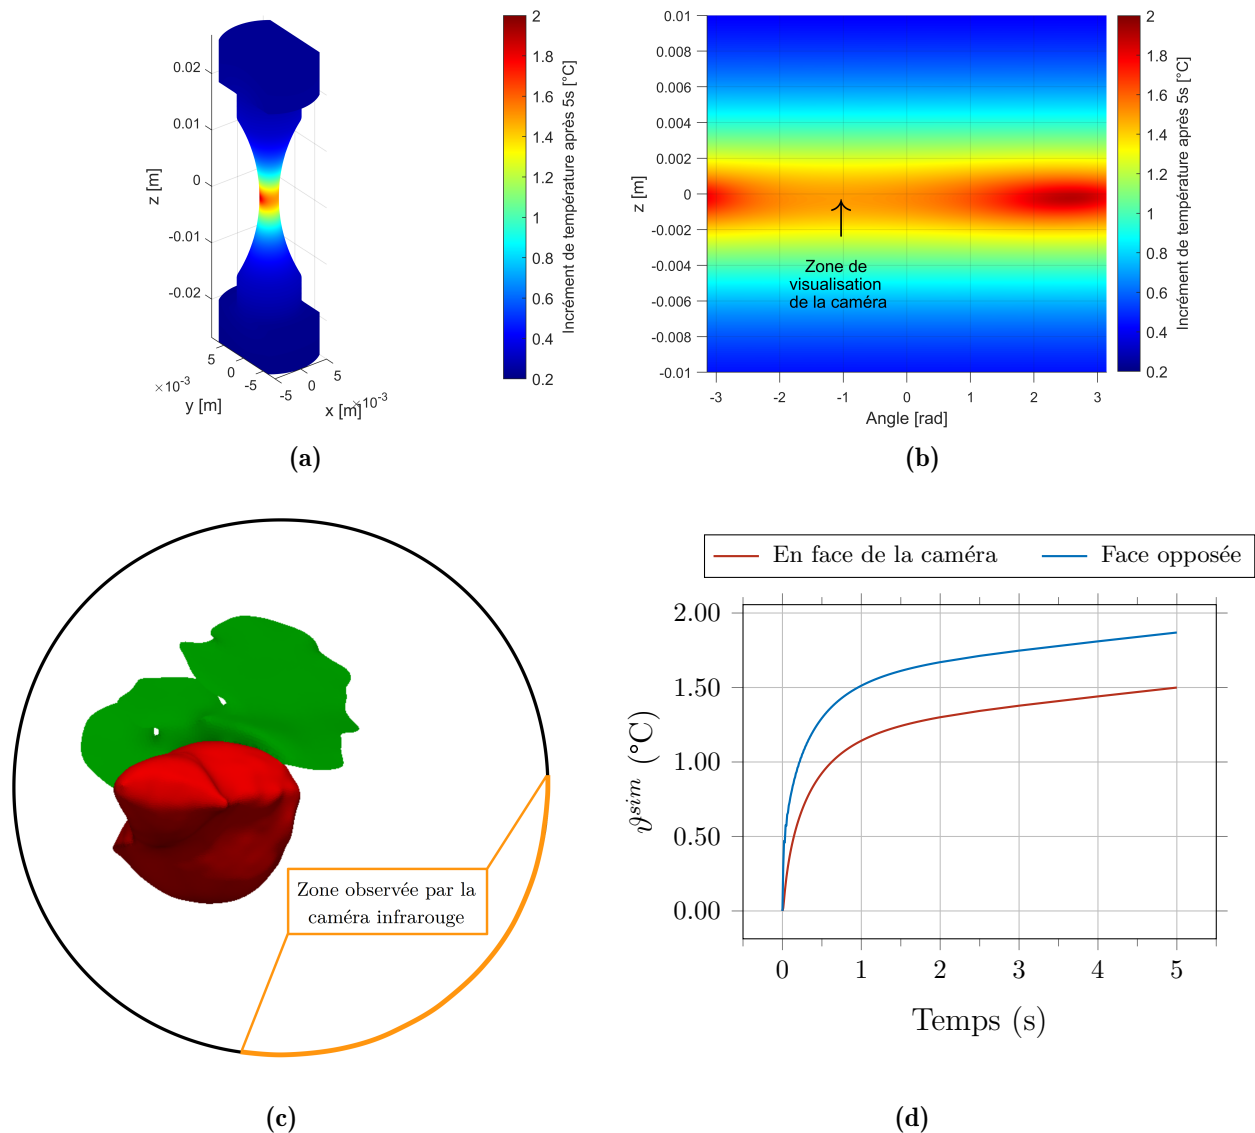 0.02
0.01
0
-0.01
-0.02
z [m]
5
0
-5
×10-3
y [m]
-5
0
5
x [m]
×10-3
2
1.8
1.6
1.4
1.2
1
0.8
0.6
0.4
0.2
Incrément de température après 5s [°C]
(a)
0.01
0.008
0.006
0.004
0.002
0
-0.002
-0.004
-0.006
-0.008
-0.01
z [m]
Zone de
visualisation
de la caméra
-3 -2 -1 0 1 2 3
Angle [rad]
2
1.8
1.6
1.4
1.2
1
0.8
0.6
0.4
0.2
Incrément de température après 5s [°C]
(b)
Zone observée par la
caméra infrarouge
(c)
En face de la caméra Face opposée
2.00
1.50
1.00
0.50
0.00
ϑsim (°C)
0 1 2 3 4 5
Temps (s)
(d)